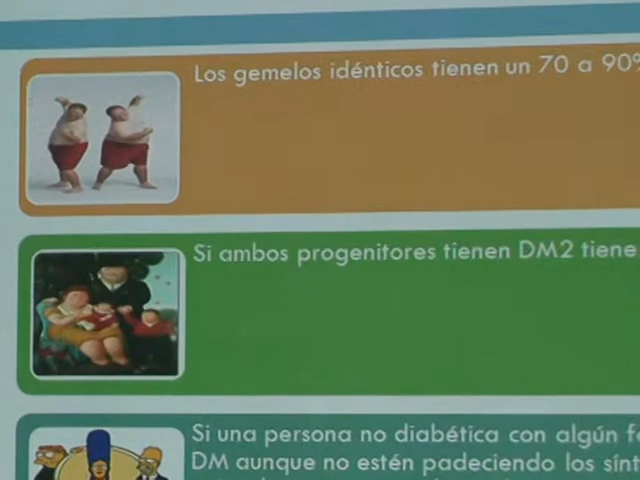 Los gemelos idénticos tienen un 70 a 90%
Si ambos progenitores tienen DM2 tiene
Si una persona no diabética con algún
DM aunque no estén padeciendo los